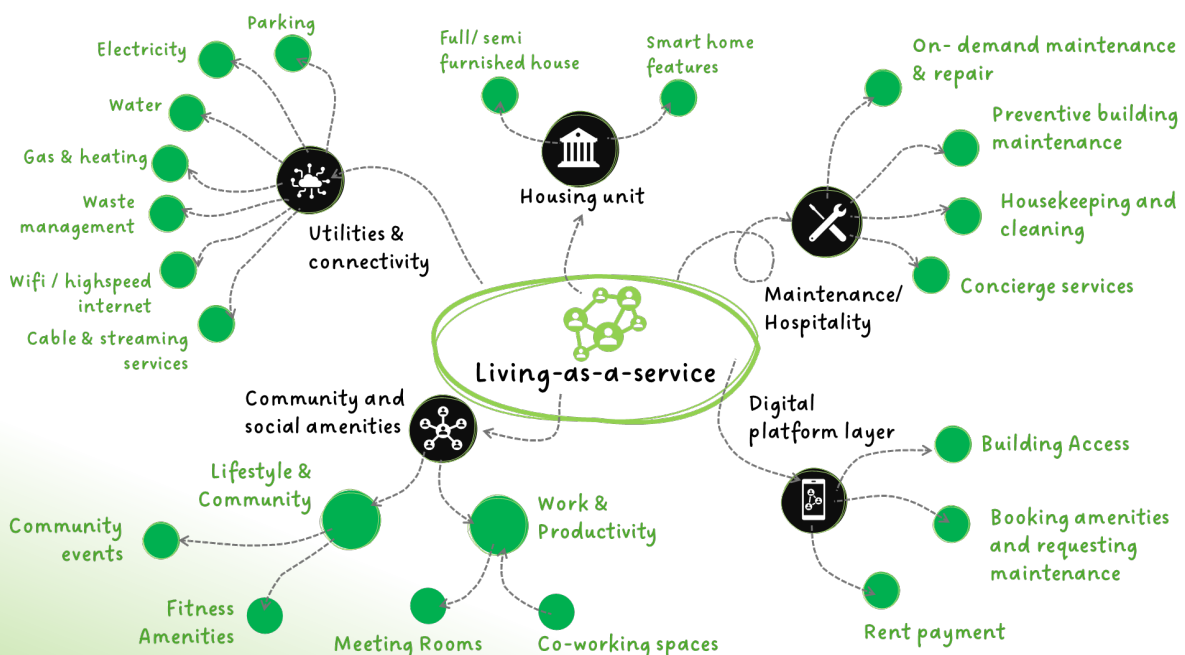 Parking
Electricity
Water
Gas & heating
Waste
management
Wifi / highspeed
internet
Cable & streaming
services
Utilities &
connectivity
Full/ semi
furnished house
Smart home
features
Housing unit
On- demand maintenance
& repair
Preventive building
maintenance
Housekeeping and
cleaning
Concierge services
Maintenance/
Hospitality
Living-as-a-service
Community and
social amenities
Lifestyle &
Community
Community
events
Fitness
Amenities
Work &
Productivity
Meeting Rooms
Co-working spaces
Digital
platform layer
Building Access
Booking amenities
and requesting
maintenance
Rent payment